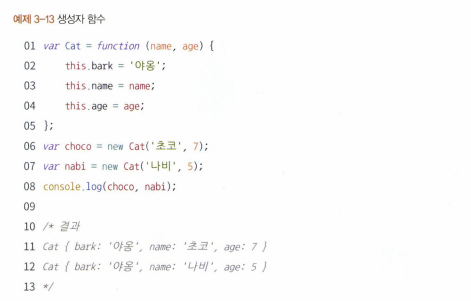 예제 3-13 생성자 함수
01 var Cat = function (name, age) {
02 this.bark = '야옹';
03 this.name = name;
04 this.age = age;
05 };
06 var choco = new Cat('초코', 7);
07 var nabi = new Cat('나비', 5);
08 console.log(choco, nabi);
09
10 /* 결과
11 Cat { bark: '야옹', name: '초코', age: 7 }
12 Cat { bark: '야옹', name: '나비', age: 5 }
13 */